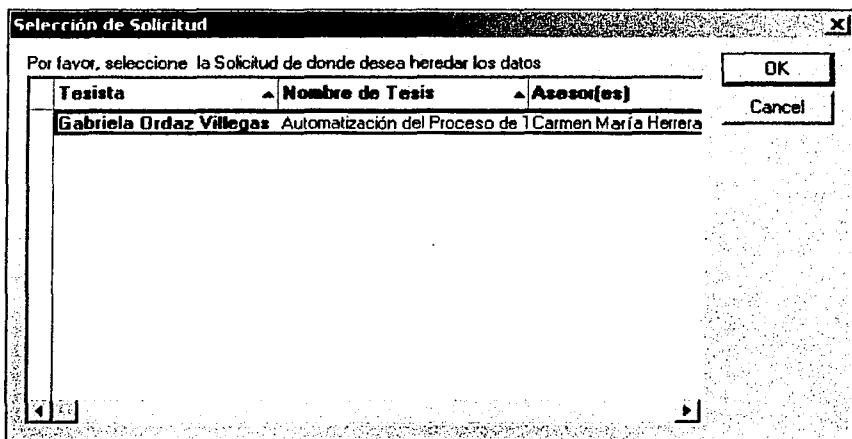 Selección de Solicitud
Por favor, seleccione la Solicitud de donde desea heredar los datos
OK
Cancel
Tesista Nombre de Tesis Asesor(es)
Gabriela Ordaz Villegas Automatización del Proceso de T Carmen María Herrera